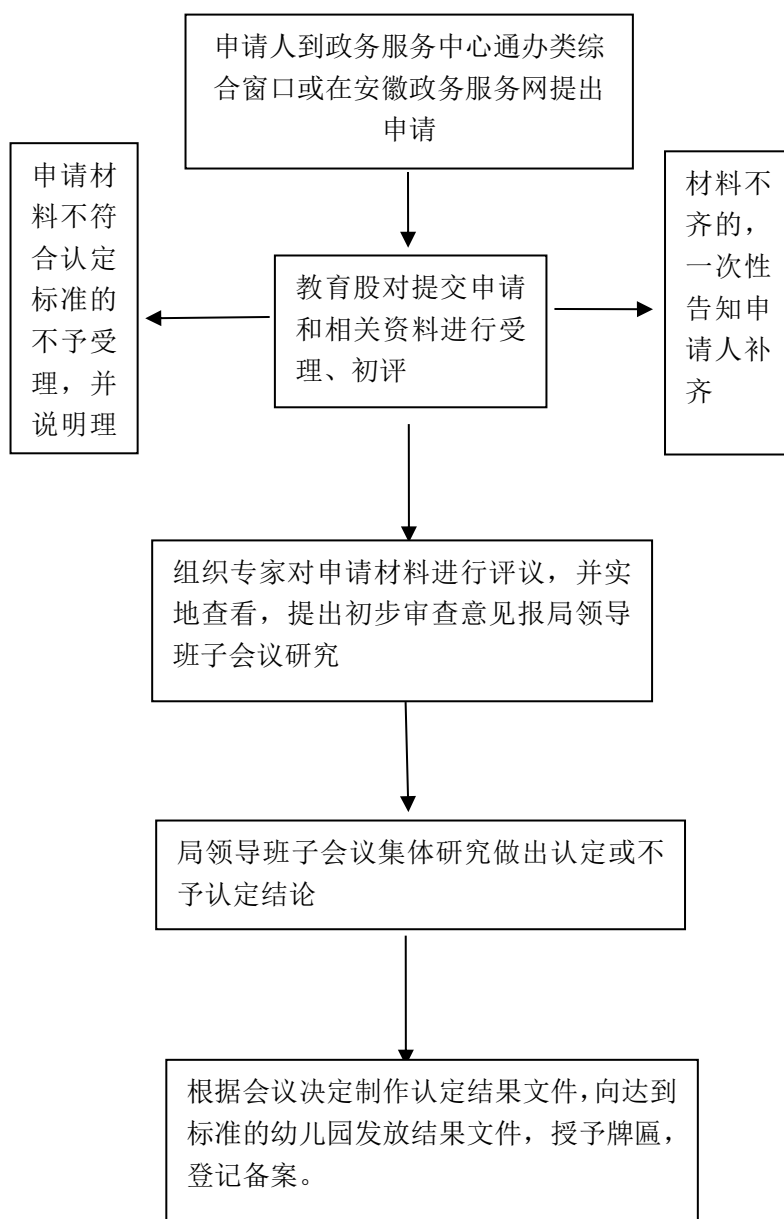 申请人到政务服务中心通办类综
合窗口或在安徽政务服务网提出
申请
申请材
料不符
合认定
标准的
不予受
理，并
说明理
教育股对提交申请
和相关资料进行受
理、初评
材料不
齐的，
一次性
告知申
请人补
齐
组织专家对申请材料进行评议，并实
地查看，提出初步审查意见报局领导
班子会议研究
局领导班子会议集体研究做出认定或不
予认定结论
根据会议决定制作认定结果文件，向达到
标准的幼儿园发放结果文件，授予牌匾，
登记备案。